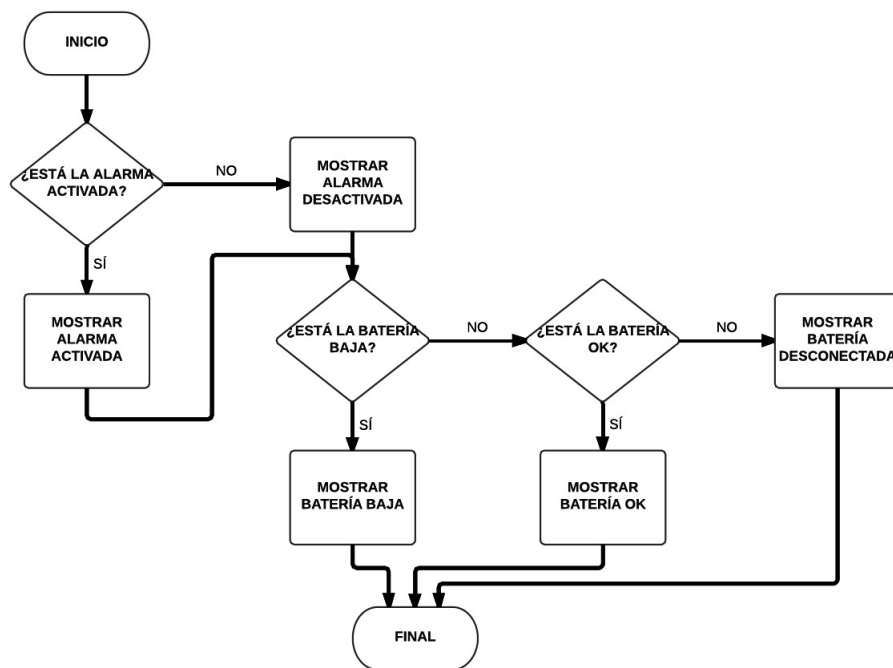 INICIO
¿ESTÁ LA ALARMA
ACTIVADA?
NO
MOSTRAR
ALARMA
DESACTIVADA
SÍ
MOSTRAR
ALARMA
ACTIVADA
¿ESTÁ LA BATERÍA
BAJA?
NO
¿ESTÁ LA BATERÍA
OK?
NO
MOSTRAR
BATERÍA
DESCONECTADA
SÍ
SÍ
MOSTRAR
BATERÍA BAJA
MOSTRAR
BATERÍA OK
FINAL